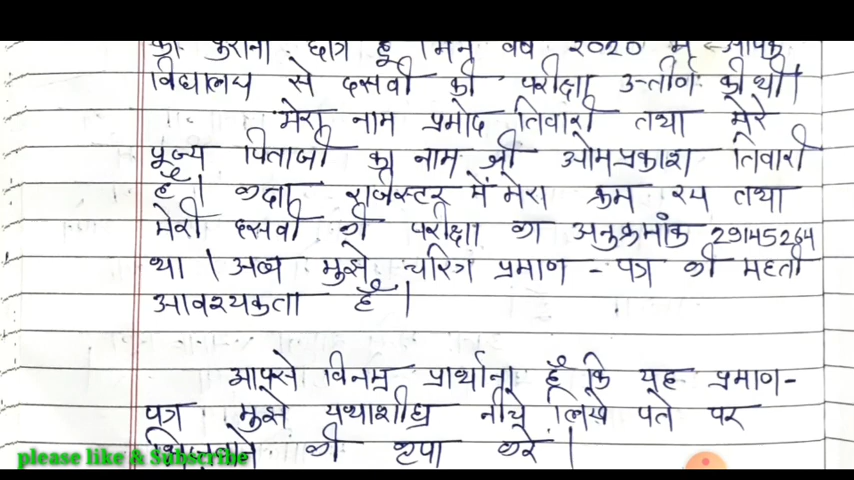 का पुराना छात्र हूँ । मैंने वर्ष 2020 में आपके
विद्यालय से दसवी की परीक्षा उत्तीर्ण की थी।
मेरा नाम प्रमोद तिवारी तथा मेरे
पूज्य पिताजी का नाम श्री ओमप्रकाश तिवारी
हैं। कक्षा रजिस्टर में मेरा क्रम २५ तथा
मेरी दसवी की परीक्षा का अनुक्रमांक 29145264
था । अब मुझे चरित्र प्रमाण - पत्र की महती
आवश्यकता हैं।
आपसे विनम्र प्रार्थना हैं कि यह प्रमाण-
पत्र मुझे यथाशीघ्र नीचे लिखे पते पर
भिजवाने की कृपा करे।
please like & Subscribe